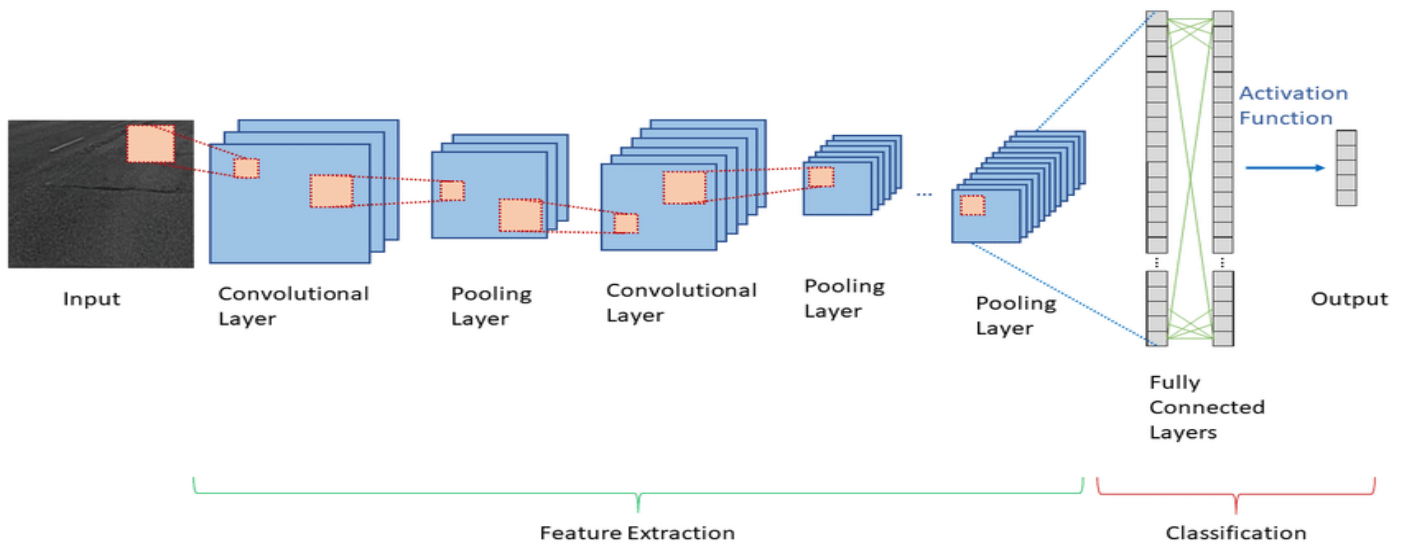 Activation
Function
Input
Convolutional
Layer
Pooling
Layer
Convolutional
Layer
Pooling
Layer
...
Pooling
Layer
Output
Fully
Connected
Layers
Feature Extraction
Classification